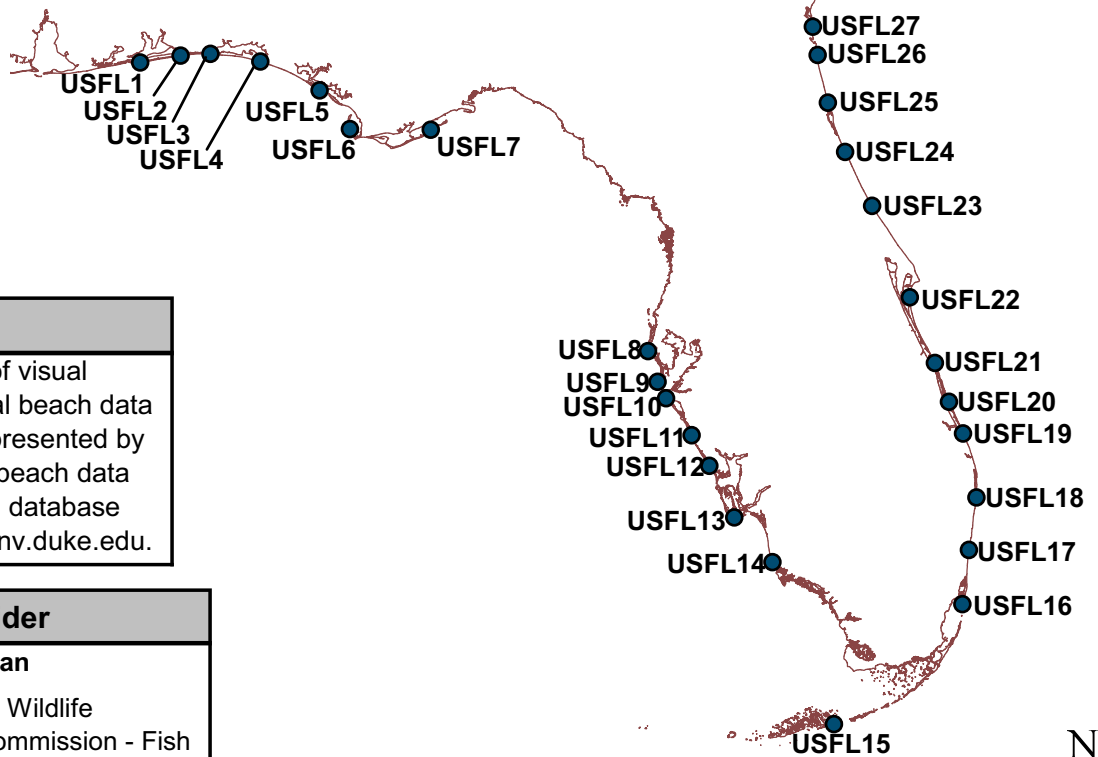 USFL1
USFL2
USFL3
USFL4
USFL5
USFL6
USFL7
USFL8
USFL9
USFL10
USFL11
USFL12
USFL13
USFL14
USFL15
USFL27
USFL26
USFL25
USFL24
USFL23
USFL22
USFL21
USFL20
USFL19
USFL18
USFL17
USFL16
of visual
al beach data
presented by
beach data
database
nv.duke.edu.
der
an
Wildlife
ommission - Fish
N